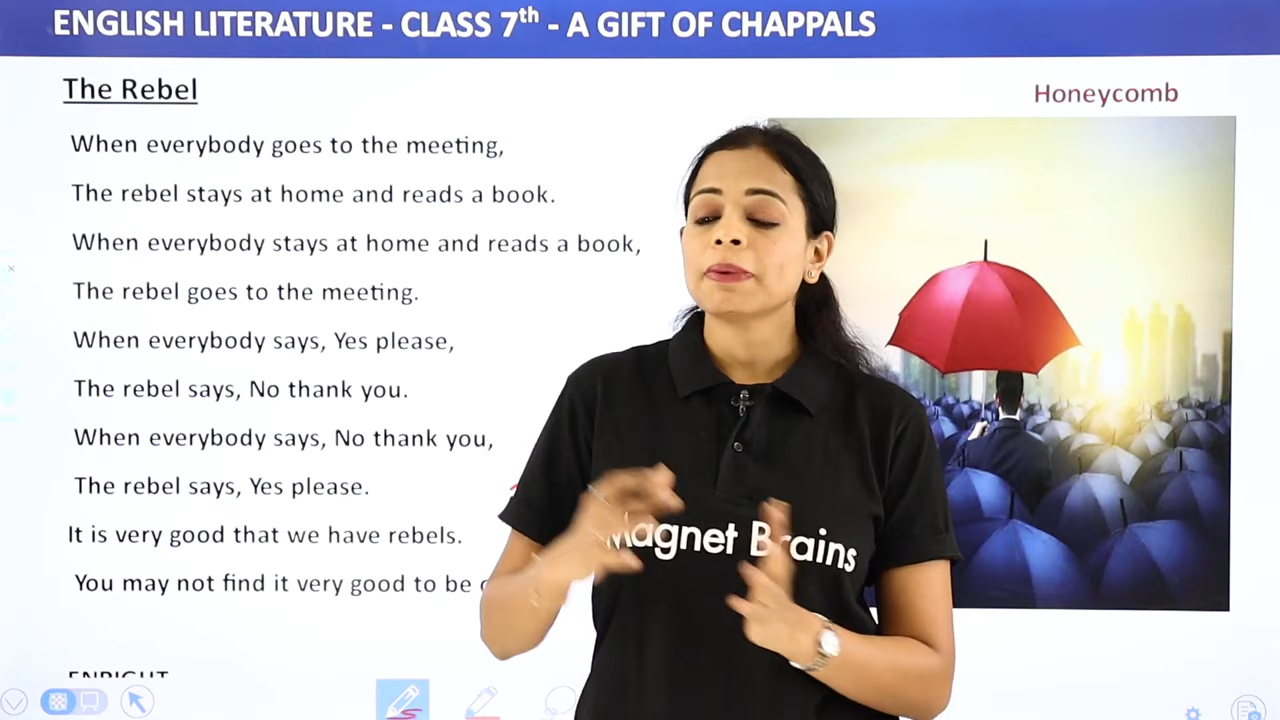 ENGLISH LITERATURE - CLASS 7th - A GIFT OF CHAPPALS
The Rebel
Honeycomb
When everybody goes to the meeting,
The rebel stays at home and reads a book.
When everybody stays at home and reads a book,
The rebel goes to the meeting.
When everybody says, Yes please,
The rebel says, No thank you.
When everybody says, No thank you,
The rebel says, Yes please.
It is very good that we have rebels.
You may not find it very good to be
Magnet Brains